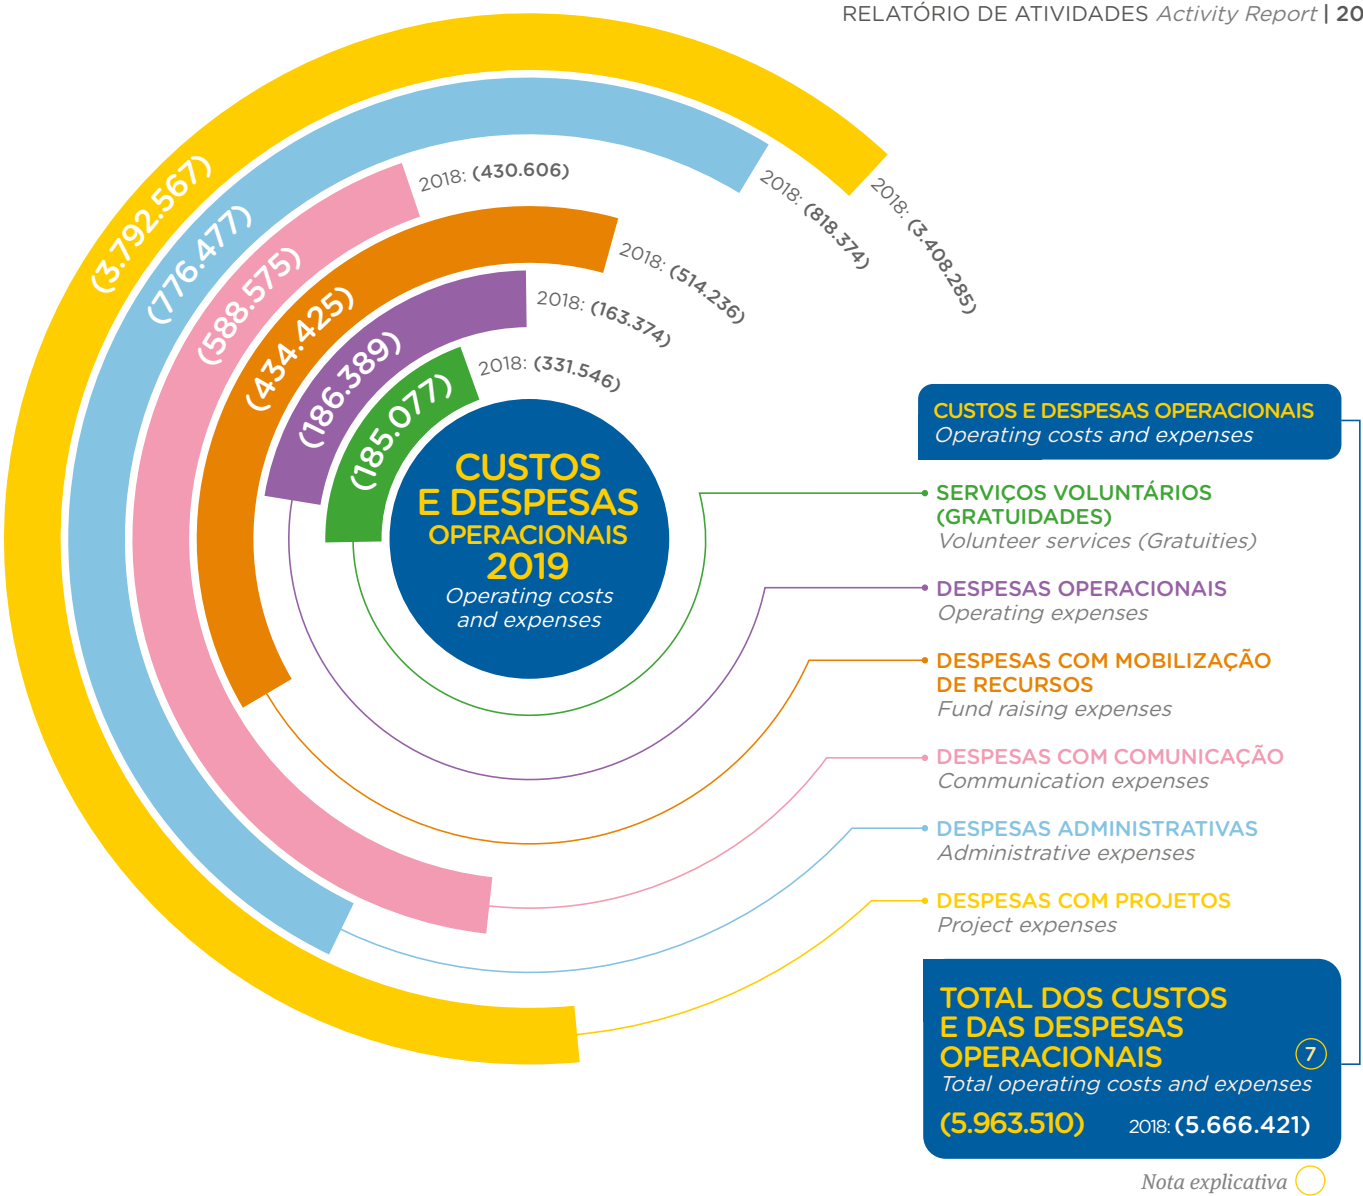 RELATÓRIO DE ATIVIDADES Activity Report | 20
(3.792.567)
2018: (3.408.285)
(776.477)
2018: (818.374)
(588.575)
2018: (430.606)
(434.425)
2018: (514.236)
(186.389)
2018: (163.374)
(185.077)
2018: (331.546)
CUSTOS
E DESPESAS
OPERACIONAIS
2019
Operating costs
and expenses
CUSTOS E DESPESAS OPERACIONAIS
Operating costs and expenses
SERVIÇOS VOLUNTÁRIOS
(GRATUIDADES)
Volunteer services (Gratuities)
DESPESAS OPERACIONAIS
Operating expenses
DESPESAS COM MOBILIZAÇÃO
DE RECURSOS
Fund raising expenses
DESPESAS COM COMUNICAÇÃO
Communication expenses
DESPESAS ADMINISTRATIVAS
Administrative expenses
DESPESAS COM PROJETOS
Project expenses
TOTAL DOS CUSTOS
E DAS DESPESAS
OPERACIONAIS 7
Total operating costs and expenses
(5.963.510) 2018: (5.666.421)
Nota explicativa